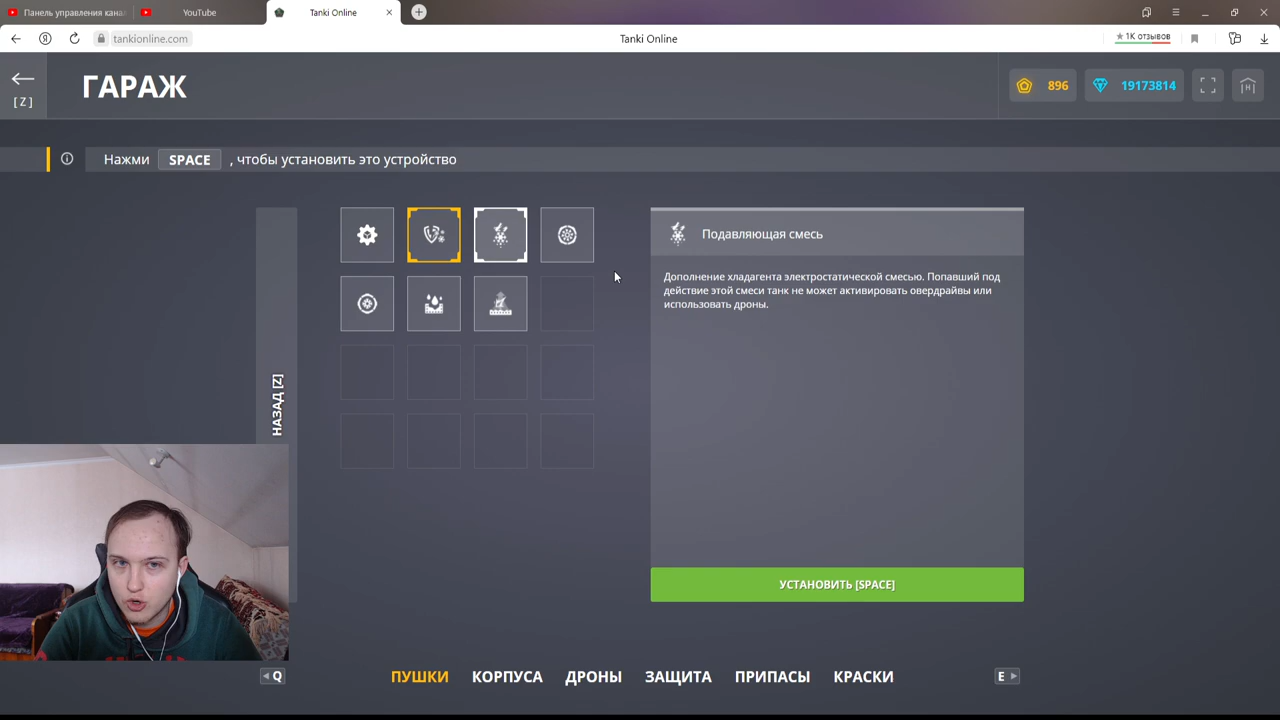 Панель управления кана
YouTube
Tanki Online
tankionline.com
Tanki Online
1К отзывов
[ Z ]
ГАРАЖ
896
19173814
Нажми SPACE , чтобы установить это устройство
Подавляющая смесь
Дополнение хладагента электростатической смесью. Попавший под
действие этой смеси танк не может активировать овердрайвы или
использовать дроны.
НАЗАД [Z]
УСТАНОВИТЬ [SPACE]
Q
ПУШКИ
КОРПУСА
ДРОНЫ
ЗАЩИТА
ПРИПАСЫ
КРАСКИ
E